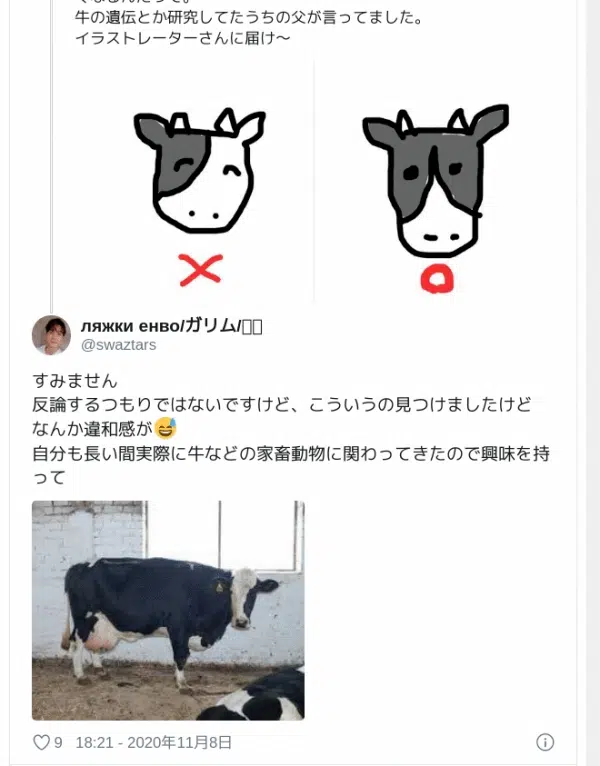 牛の遺伝とか研究してたうちの父が言ってました。
イラストレーターさんに届け〜
ляжки енво/ガリム/
@swaztars
すみません
反論するつもりではないですけど、こういうの見つけましたけど
なんか違和感が😅
自分も長い間実際に牛などの家畜動物に関わってきたので興味を持
って
9 18:21 - 2020年11月8日